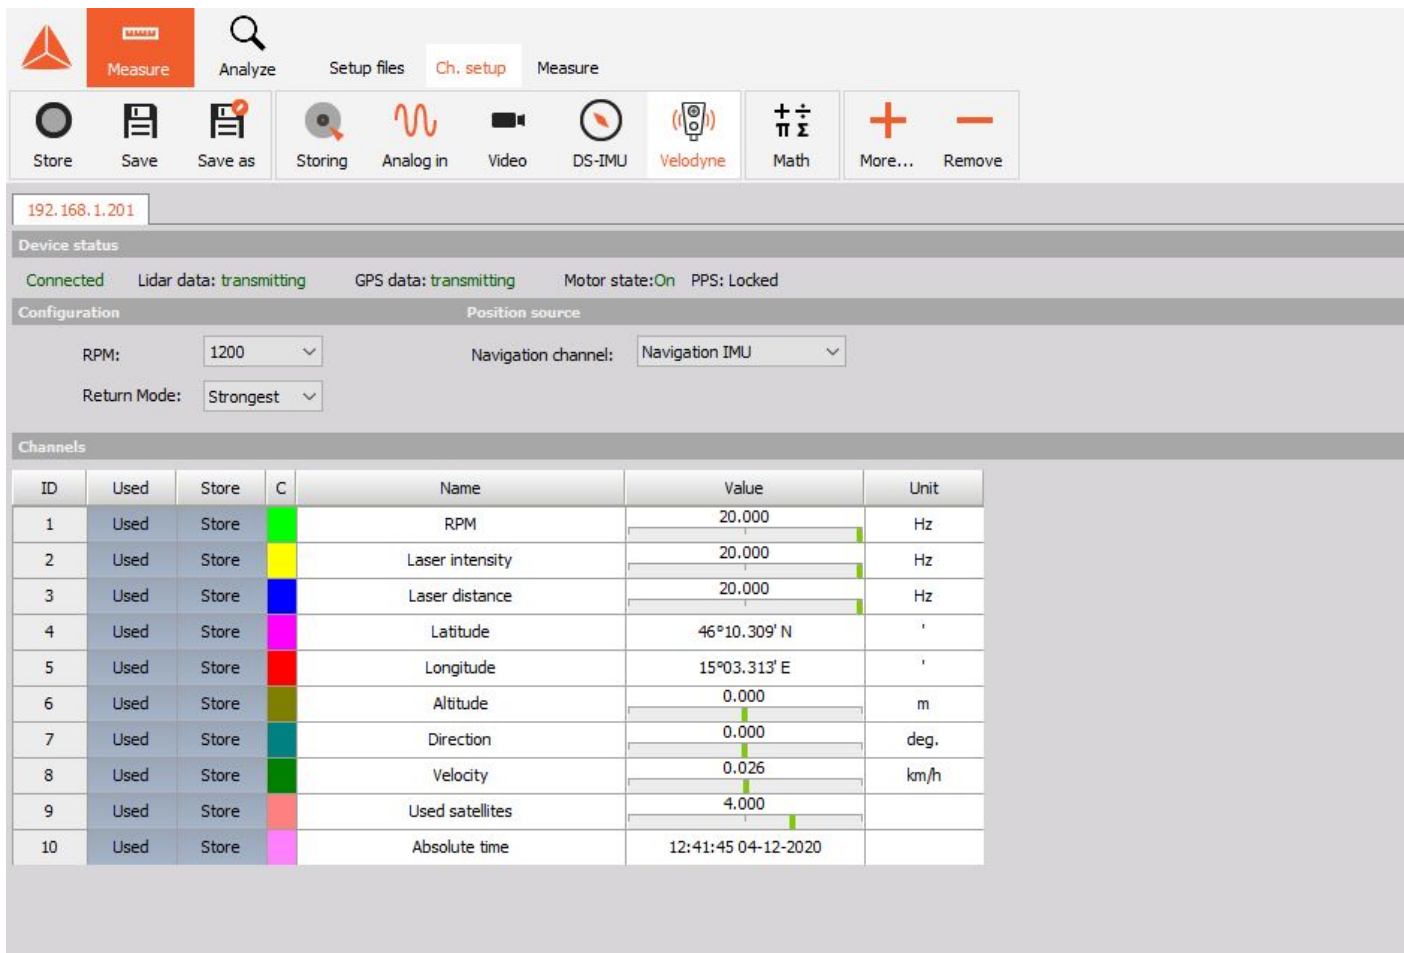 Measure Analyze Setup files Ch. setup Measure
Store Save Save as Storing Analog in Video DS-IMU Velodyne Math More... Remove
+ ÷ π Σ
192.168.1.201
Device status
Connected Lidar data: transmitting GPS data: transmitting Motor state:On PPS: Locked
Configuration Position source
RPM: 1200 Navigation channel: Navigation IMU
Return Mode: Strongest
Channels
ID Used Store C Name Value Unit
1 Used Store RPM 20.000 Hz
2 Used Store Laser intensity 20.000 Hz
3 Used Store Laser distance 20.000 Hz
4 Used Store Latitude 46°10.309' N '
5 Used Store Longitude 15°03.313' E '
6 Used Store Altitude 0.000 m
7 Used Store Direction 0.000 deg.
8 Used Store Velocity 0.026 km/h
9 Used Store Used satellites 4.000
10 Used Store Absolute time 12:41:45 04-12-2020